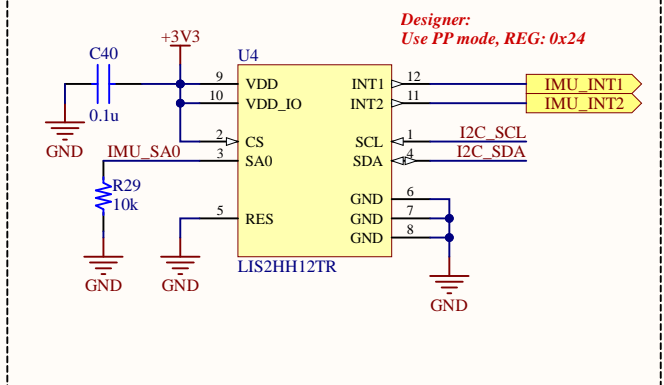 Designer:
Use PP mode, REG: 0x24
+3V3
C40
0.1u
GND
U4
9 VDD
10 VDD_IO
2 CS
IMU_SA0 3 SA0
5 RES
INT1 12 IMU_INT1
INT2 11 IMU_INT2
SCL 1 I2C_SCL
SDA 4 I2C_SDA
GND 6
GND 7
GND 8
R29
10k
LIS2HH12TR
GND
GND
GND